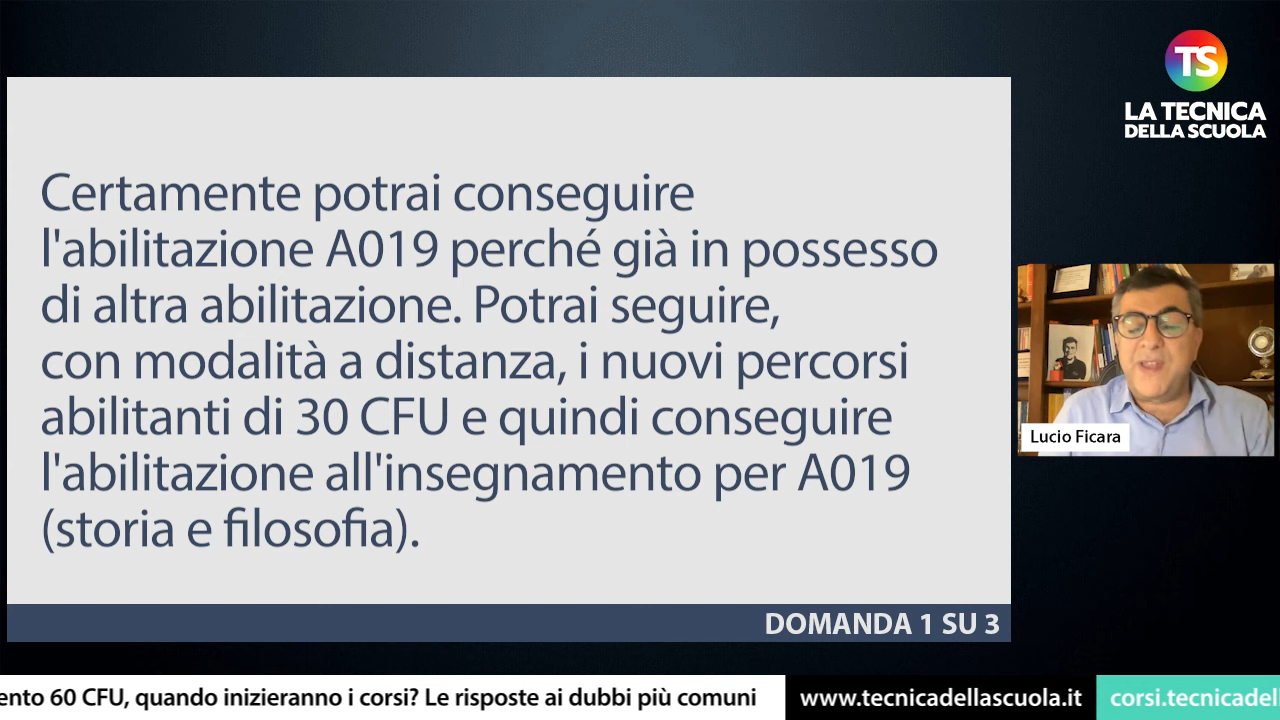 TS
LA TECNICA
DELLA SCUOLA
Certamente potrai conseguire
l'abilitazione A019 perché già in possesso
di altra abilitazione. Potrai seguire,
con modalità a distanza, i nuovi percorsi
abilitanti di 30 CFU e quindi conseguire
l'abilitazione all'insegnamento per A019
(storia e filosofia).
Lucio Ficara
DOMANDA 1 SU 3
ento 60 CFU, quando inizieranno i corsi? Le risposte ai dubbi più comuni
www.tecnicadellascuola.it
corsi.tecnicadell